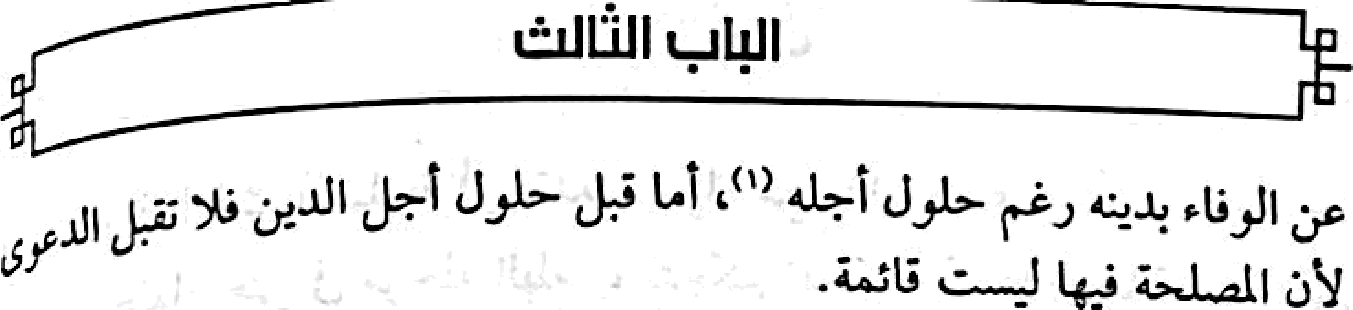 الباب الثالث
عن الوفاء بدينه رغم حلول أجله (١)، أما قبل حلول أجل الدين فلا تقبل الدعوى
لأن المصلحة فيها ليست قائمة.